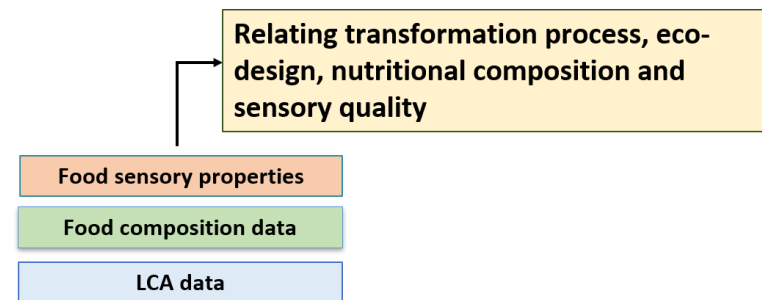 Relating transformation process, eco-
design, nutritional composition and
sensory quality
Food sensory properties
Food composition data
LCA data